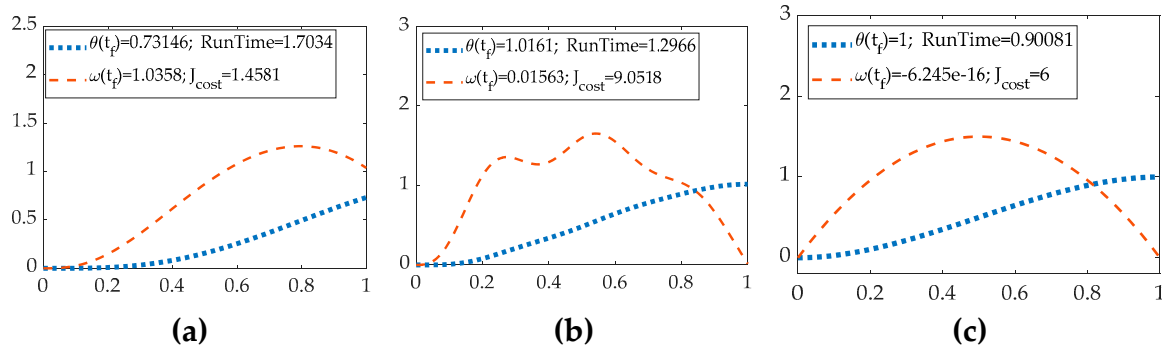 2.5
2
1.5
1
0.5
0
0 0.2 0.4 0.6 0.8 1
θ(t_f)=0.73146; RunTime=1.7034
ω(t_f)=1.0358; J_cost=1.4581
(a)
3
2
1
0
0 0.2 0.4 0.6 0.8 1
θ(t_f)=1.0161; RunTime=1.2966
ω(t_f)=0.01563; J_cost=9.0518
(b)
3
2
1
0
0 0.2 0.4 0.6 0.8 1
θ(t_f)=1; RunTime=0.90081
ω(t_f)=-6.245e-16; J_cost=6
(c)